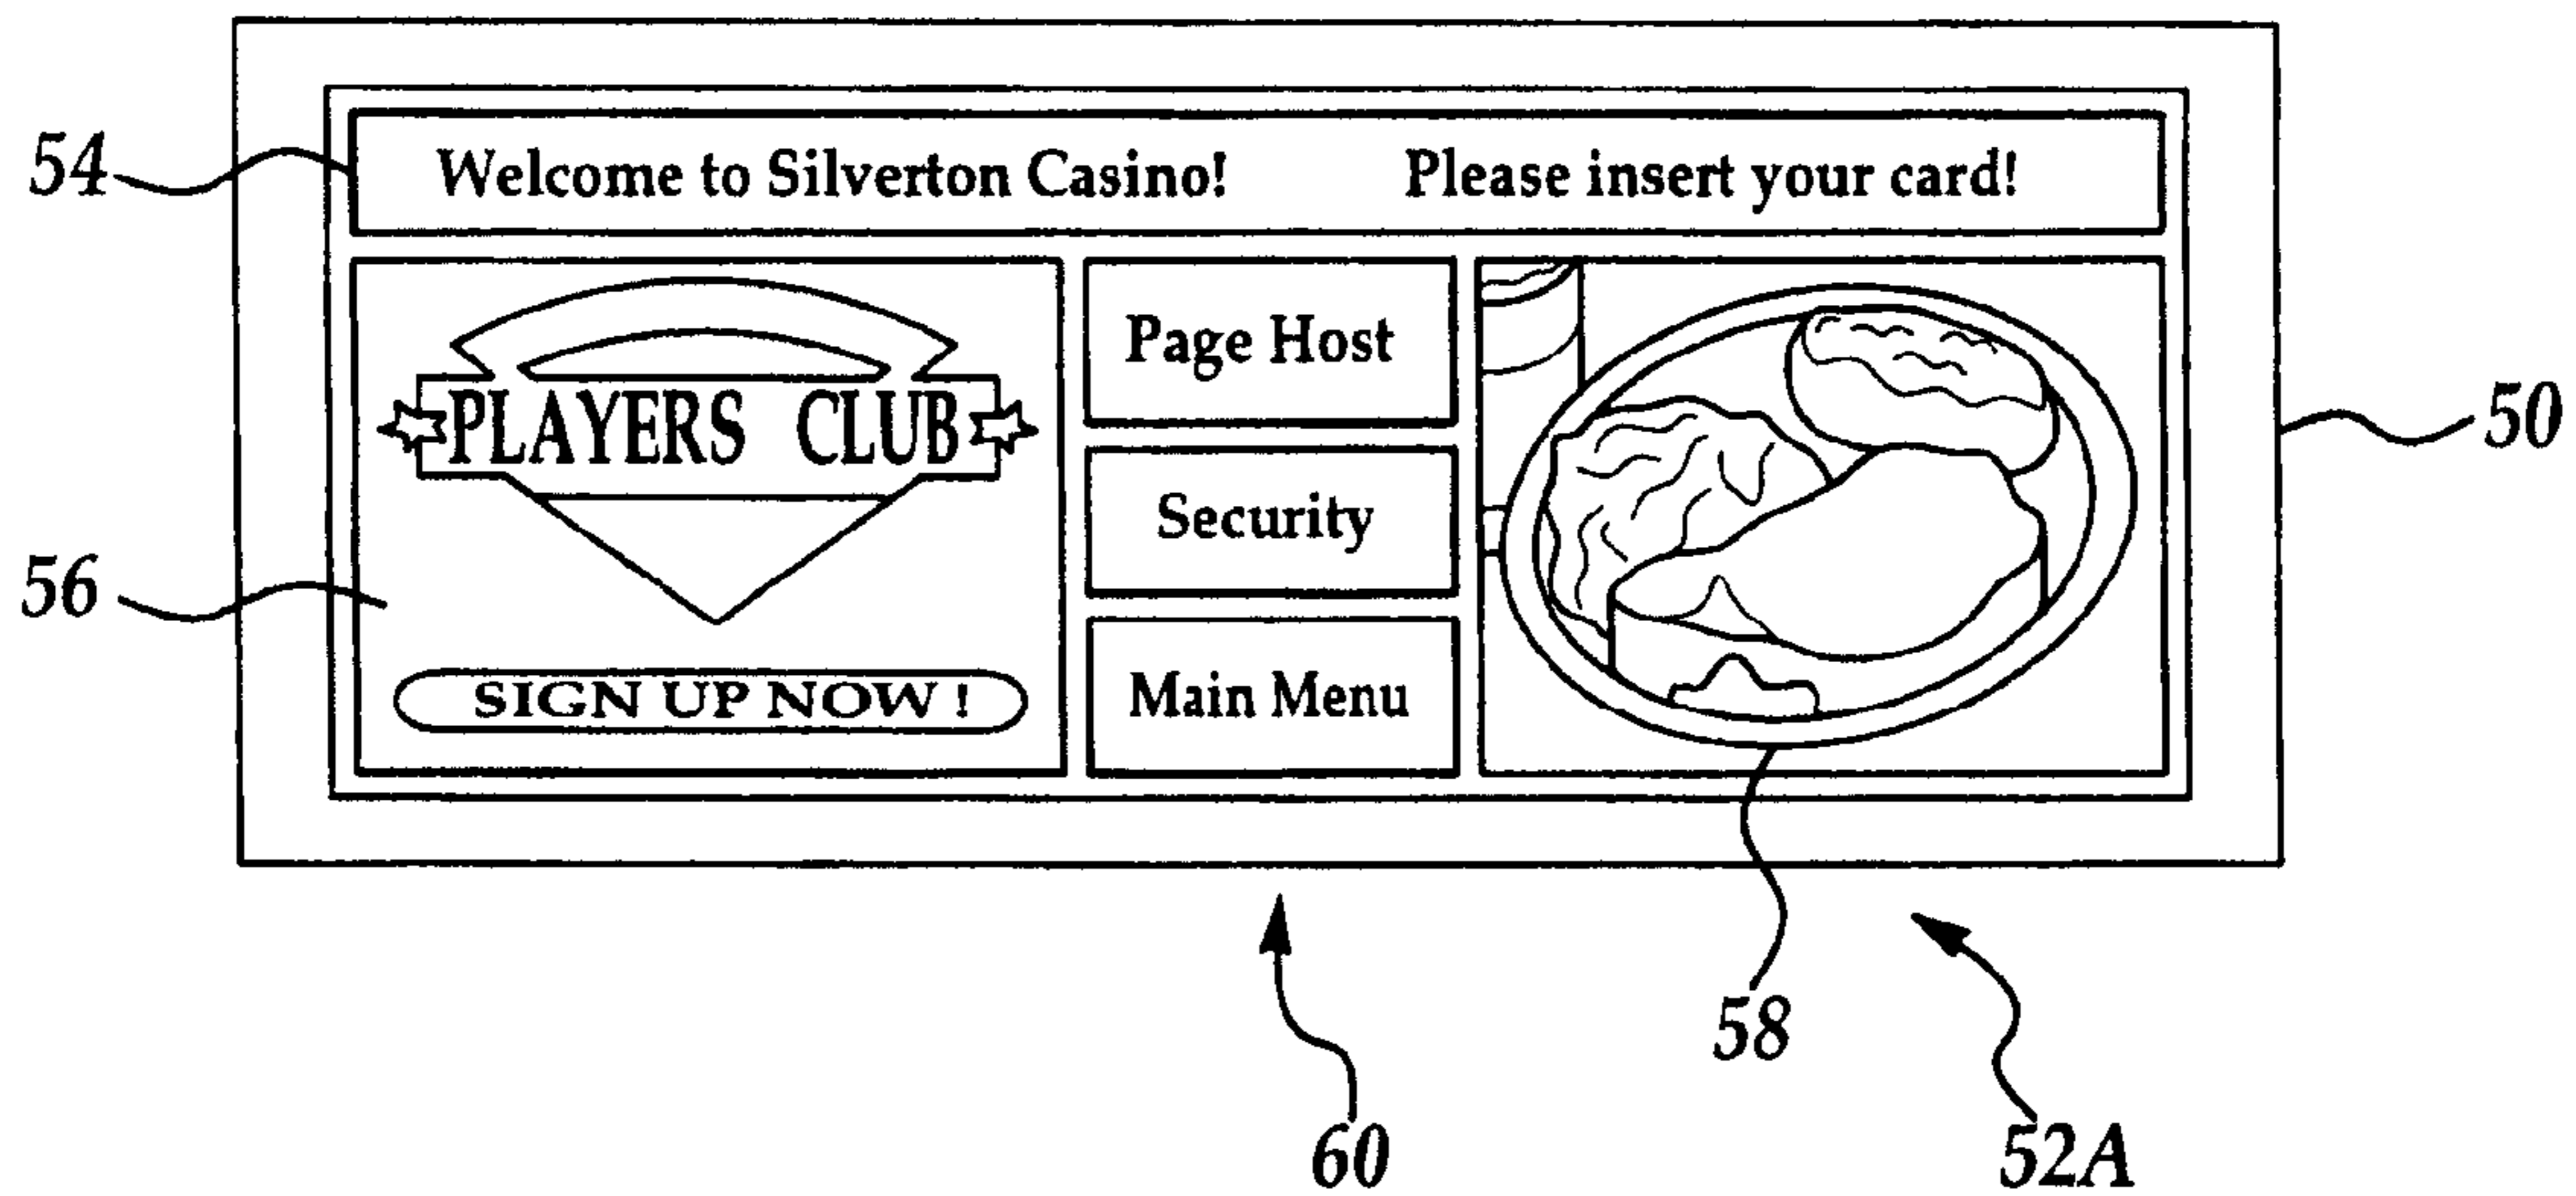 54
Welcome to Silverton Casino! Please insert your card!
PLAYERS CLUB
Page Host
50
Security
56
SIGN UP NOW !
Main Menu
58
60
52A